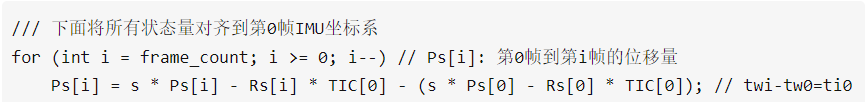 /// 下面将所有状态量对齐到第0帧IMU坐标系
for (int i = frame_count; i >= 0; i--) // Ps[i]: 第0帧到第i帧的位移量
    Ps[i] = s * Ps[i] - Rs[i] * TIC[0] - (s * Ps[0] - Rs[0] * TIC[0]); // twi-tw0=ti0